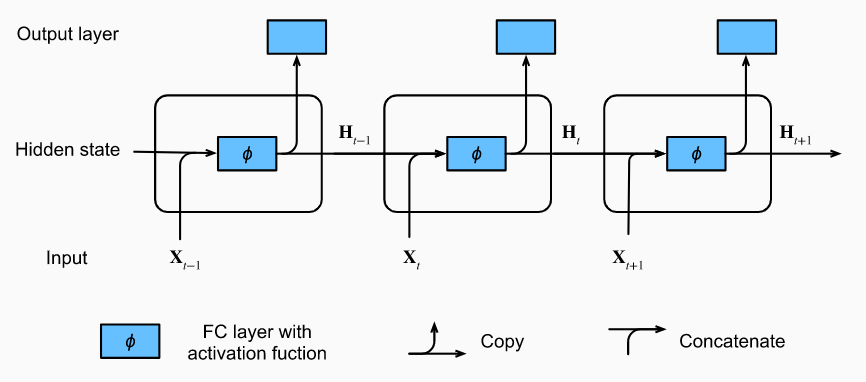 Output layer
Hidden state
ϕ
H_{t−1}
ϕ
H_t
ϕ
H_{t+1}
Input
X_{t−1}
X_t
X_{t+1}
ϕ
FC layer with
activation fuction
Copy
Concatenate